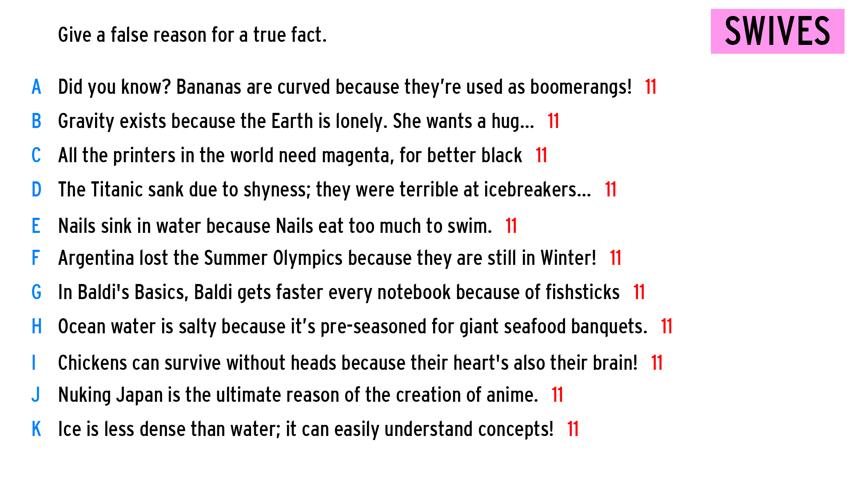 Give a false reason for a true fact.
SWIVES
A Did you know? Bananas are curved because they're used as boomerangs! 11
B Gravity exists because the Earth is lonely. She wants a hug... 11
C All the printers in the world need magenta, for better black 11
D The Titanic sank due to shyness; they were terrible at icebreakers... 11
E Nails sink in water because Nails eat too much to swim. 11
F Argentina lost the Summer Olympics because they are still in Winter! 11
G In Baldi's Basics, Baldi gets faster every notebook because of fishsticks 11
H Ocean water is salty because it's pre-seasoned for giant seafood banquets. 11
I Chickens can survive without heads because their heart's also their brain! 11
J Nuking Japan is the ultimate reason of the creation of anime. 11
K Ice is less dense than water; it can easily understand concepts! 11